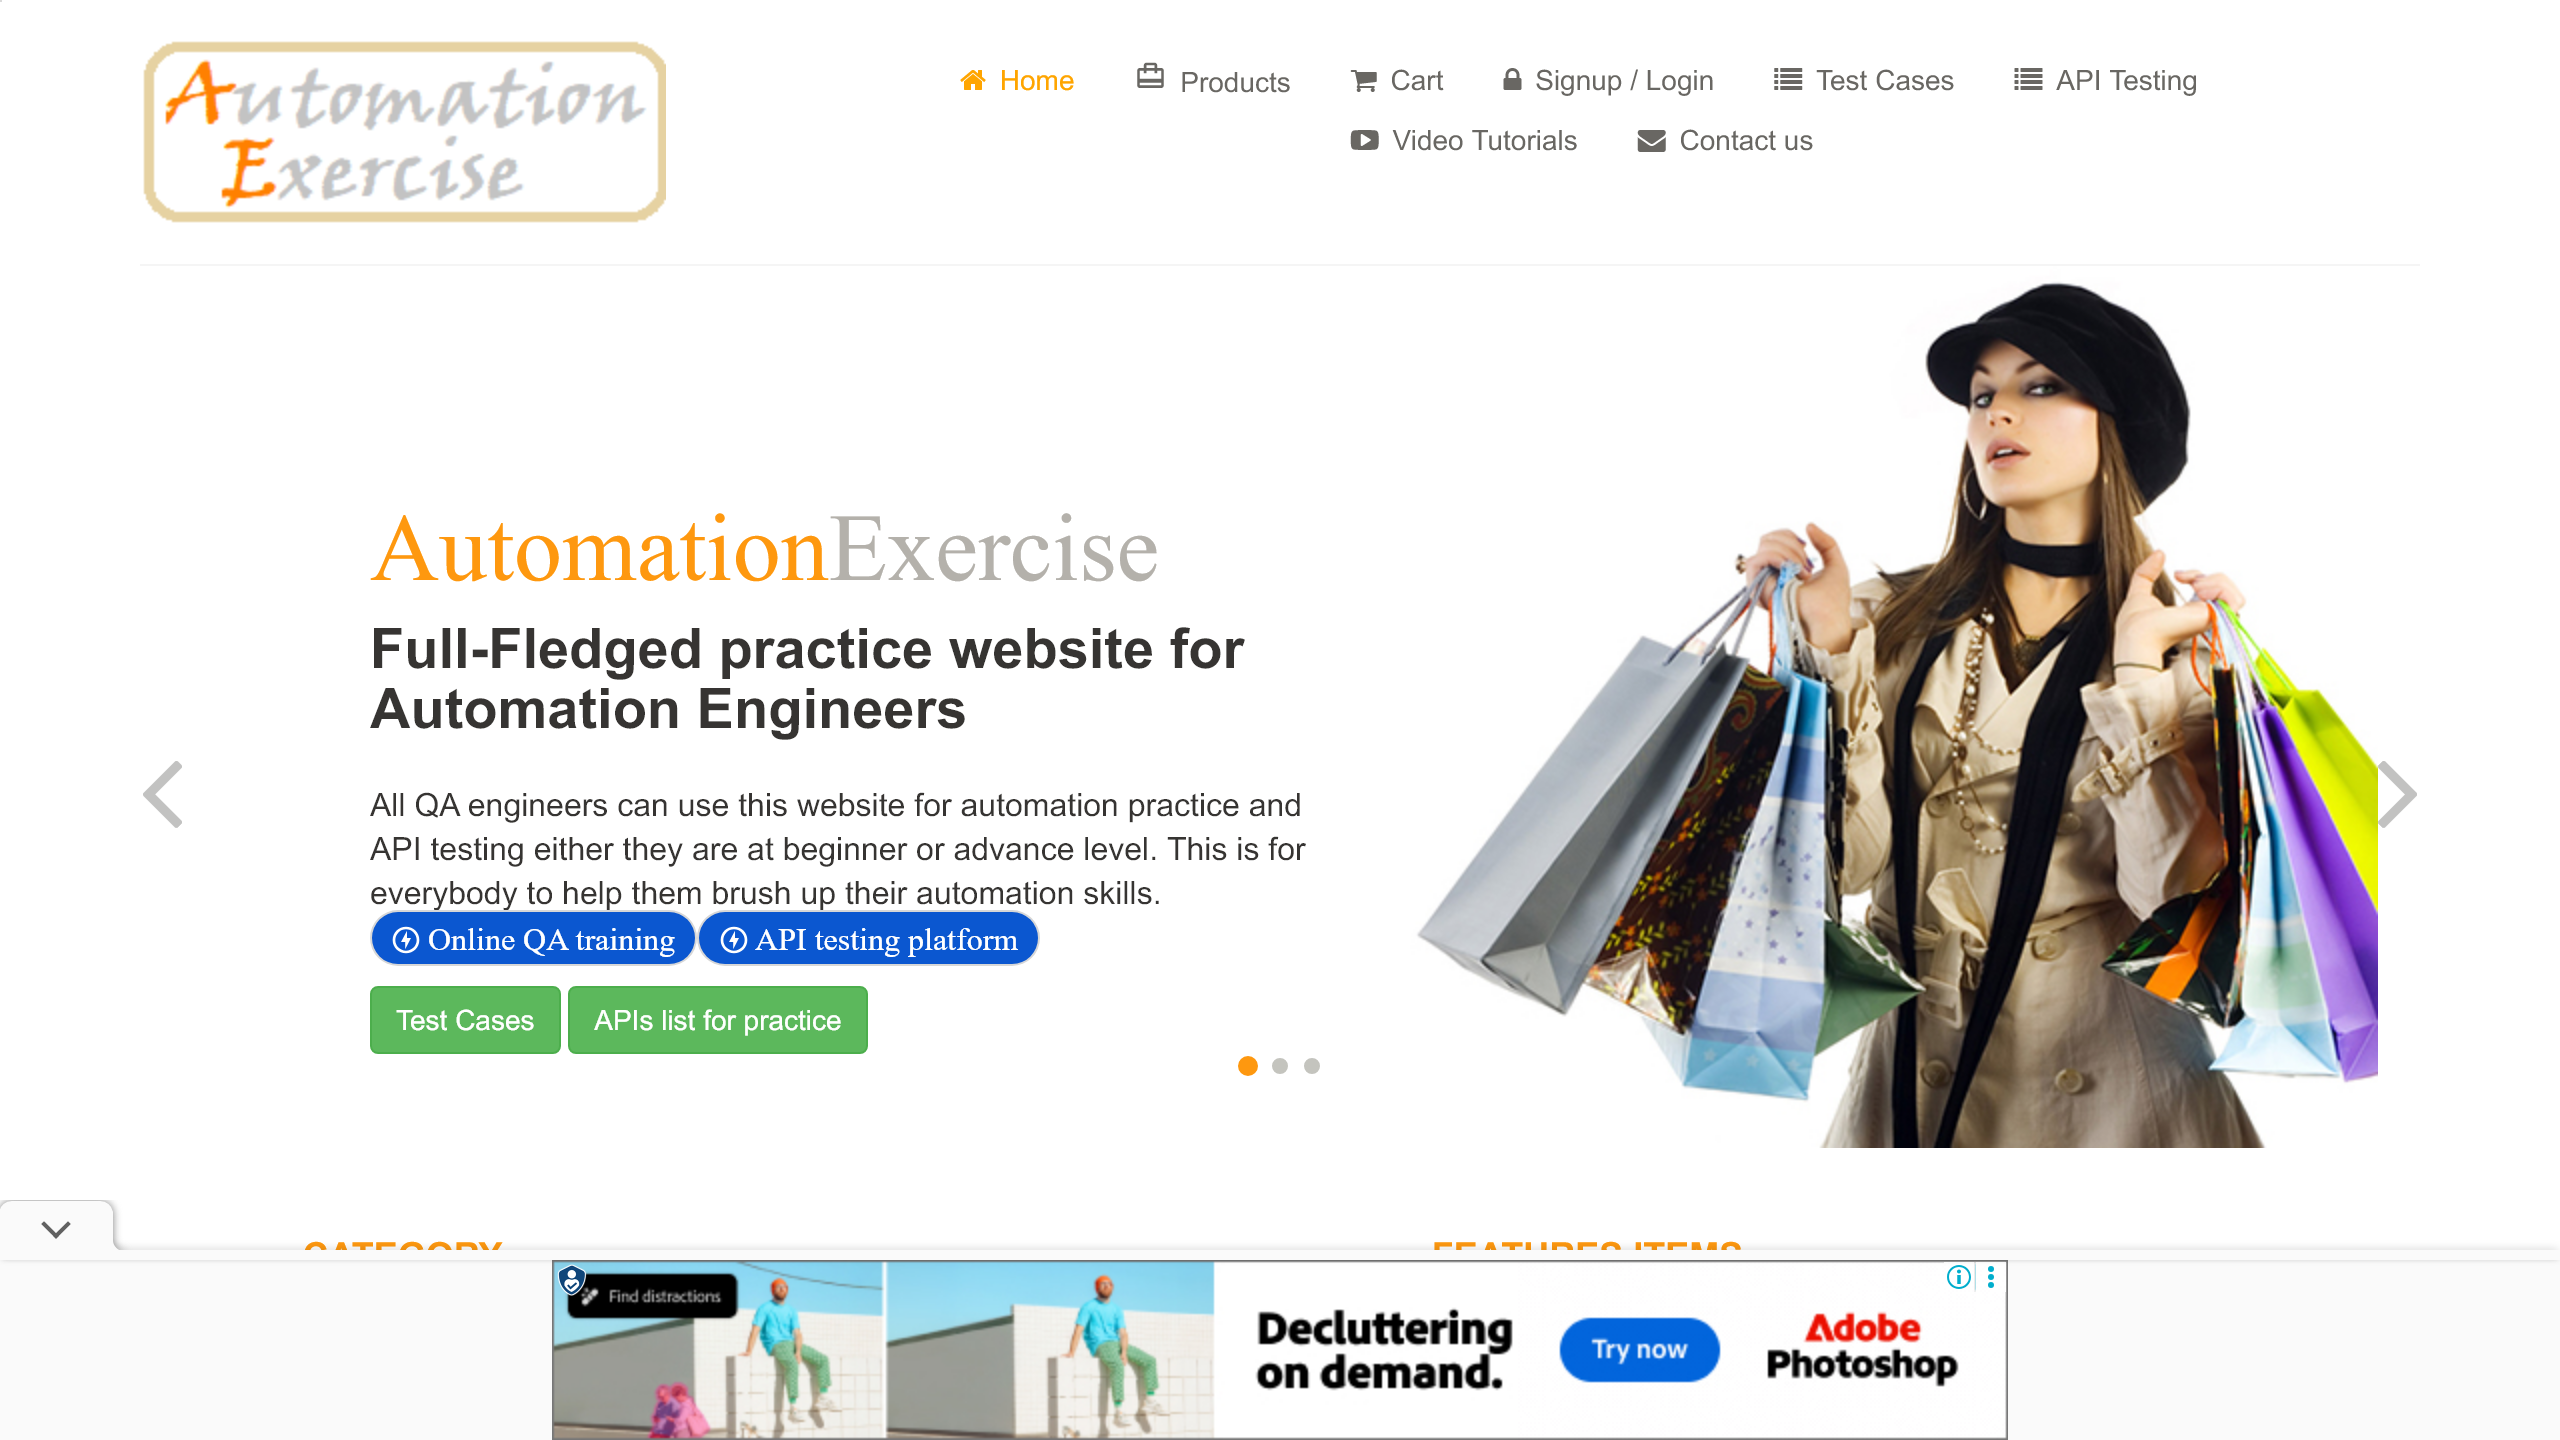 Automation
Exercise
Home
Products
Cart
Signup / Login
Test Cases
API Testing
Video Tutorials
Contact us
AutomationExercise
Full-Fledged practice website for
Automation Engineers
All QA engineers can use this website for automation practice and
API testing either they are at beginner or advance level. This is for
everybody to help them brush up their automation skills.
Online QA training
API testing platform
Test Cases
APIs list for practice
CATEGORY
FEATURES ITEMS
Find distractions
Decluttering
on demand.
Try now
Adobe
Photoshop